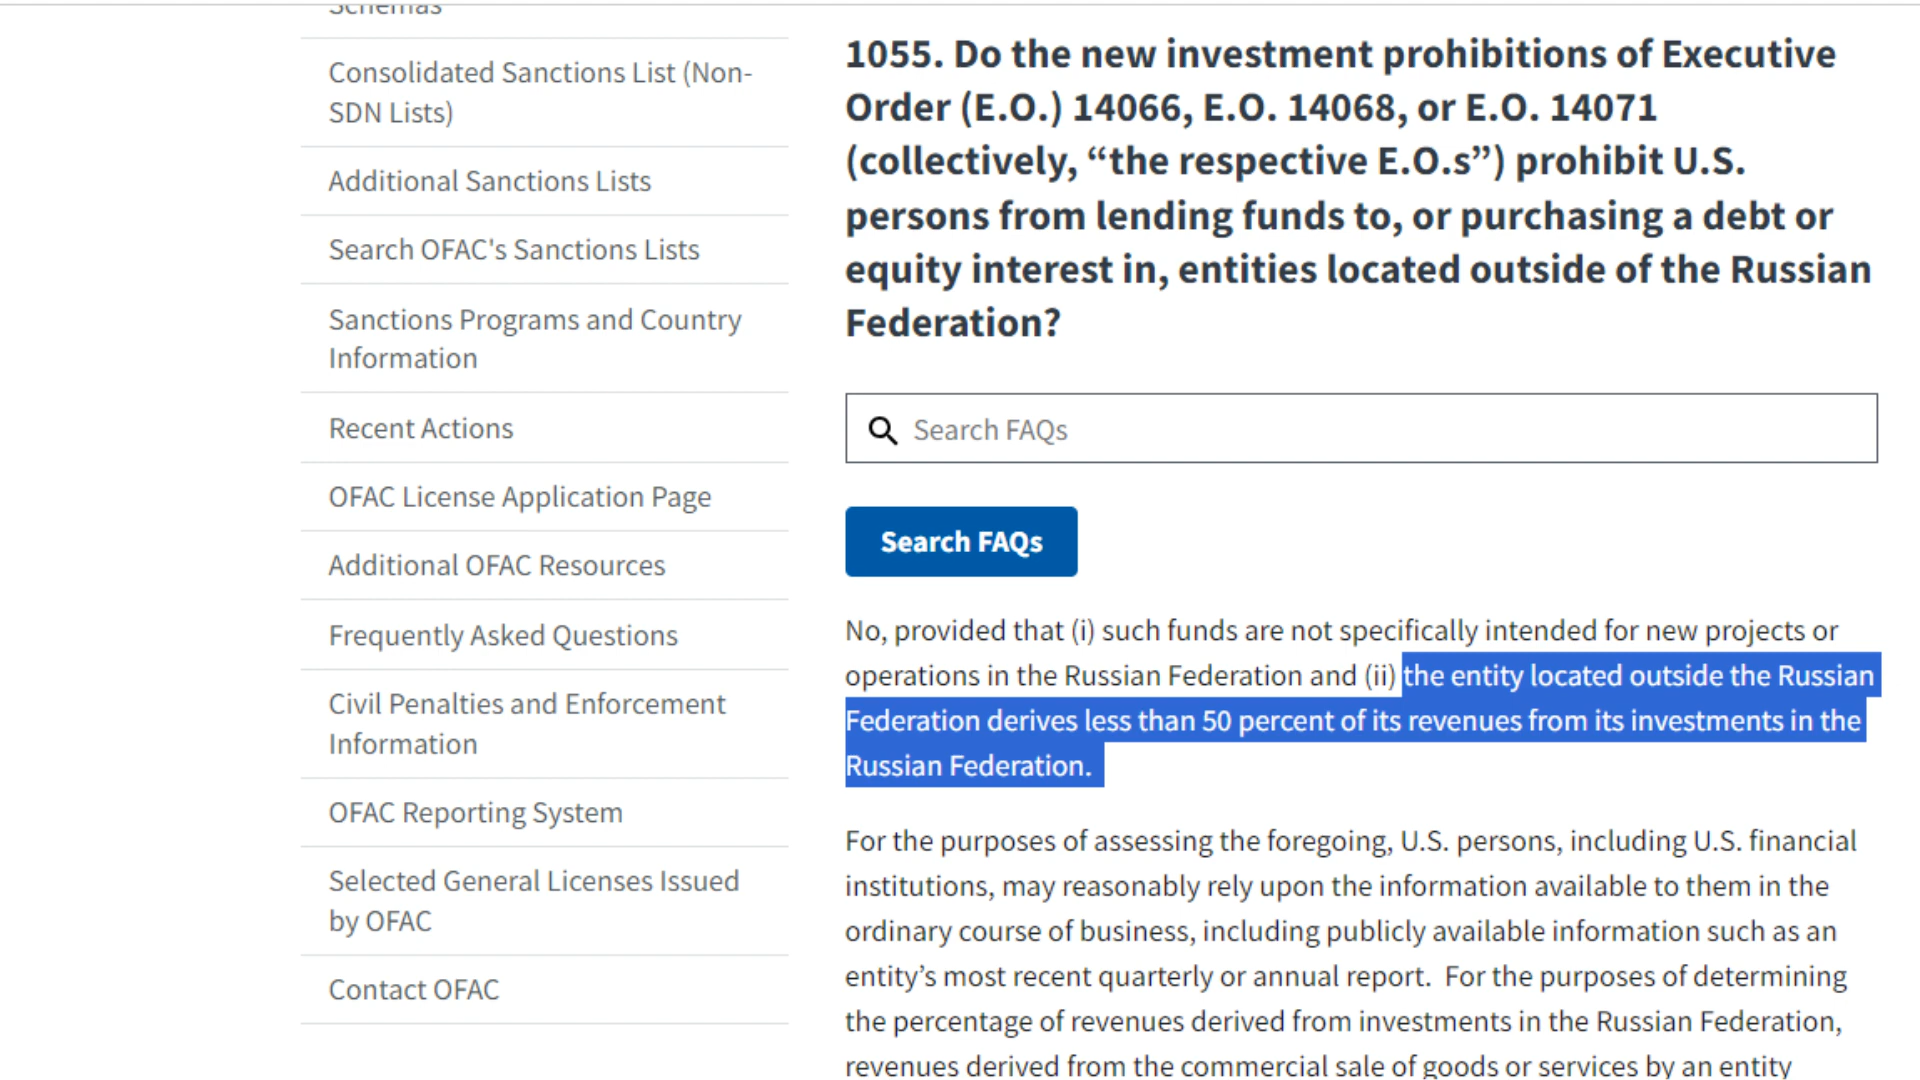 Schemas
Consolidated Sanctions List (Non-
SDN Lists)
Additional Sanctions Lists
Search OFAC's Sanctions Lists
Sanctions Programs and Country
Information
Recent Actions
OFAC License Application Page
Additional OFAC Resources
Frequently Asked Questions
Civil Penalties and Enforcement
Information
OFAC Reporting System
Selected General Licenses Issued
by OFAC
Contact OFAC
1055. Do the new investment prohibitions of Executive
Order (E.O.) 14066, E.O. 14068, or E.O. 14071
(collectively, “the respective E.O.s”) prohibit U.S.
persons from lending funds to, or purchasing a debt or
equity interest in, entities located outside of the Russian
Federation?
Search FAQs
Search FAQs
No, provided that (i) such funds are not specifically intended for new projects or
operations in the Russian Federation and (ii) the entity located outside the Russian
Federation derives less than 50 percent of its revenues from its investments in the
Russian Federation.
For the purposes of assessing the foregoing, U.S. persons, including U.S. financial
institutions, may reasonably rely upon the information available to them in the
ordinary course of business, including publicly available information such as an
entity’s most recent quarterly or annual report.  For the purposes of determining
the percentage of revenues derived from investments in the Russian Federation,
revenues derived from the commercial sale of goods or services by an entity